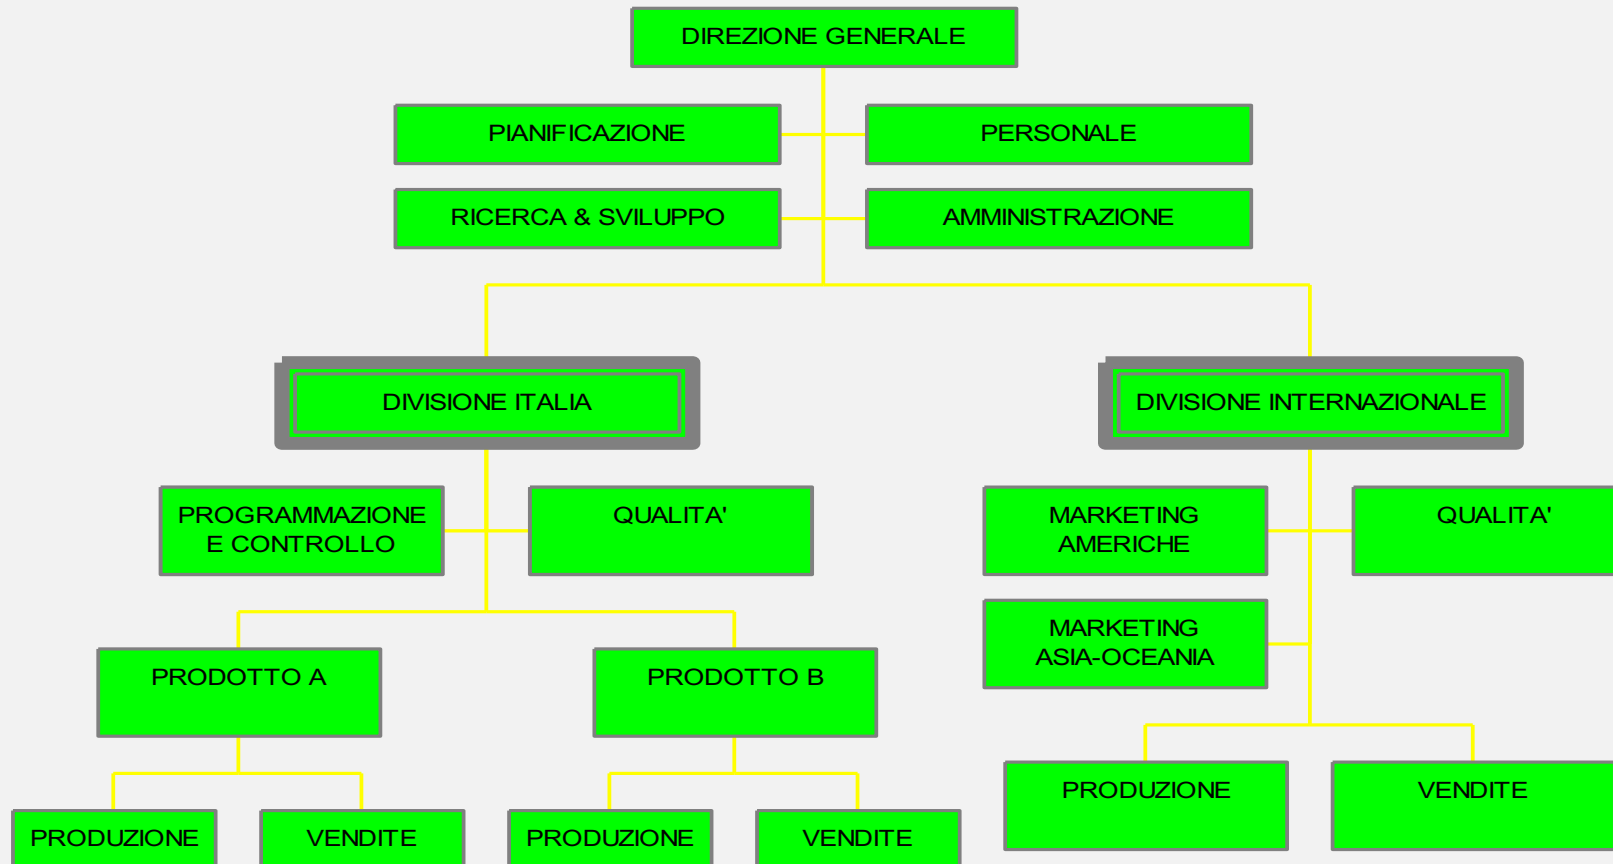 DIREZIONE GENERALE
PIANIFICAZIONE
PERSONALE
RICERCA & SVILUPPO
AMMINISTRAZIONE
DIVISIONE ITALIA
DIVISIONE INTERNAZIONALE
PROGRAMMAZIONE
E CONTROLLO
QUALITA'
MARKETING
AMERICHE
QUALITA'
MARKETING
ASIA-OCEANIA
PRODOTTO A
PRODOTTO B
PRODUZIONE
VENDITE
PRODUZIONE
VENDITE
PRODUZIONE
VENDITE